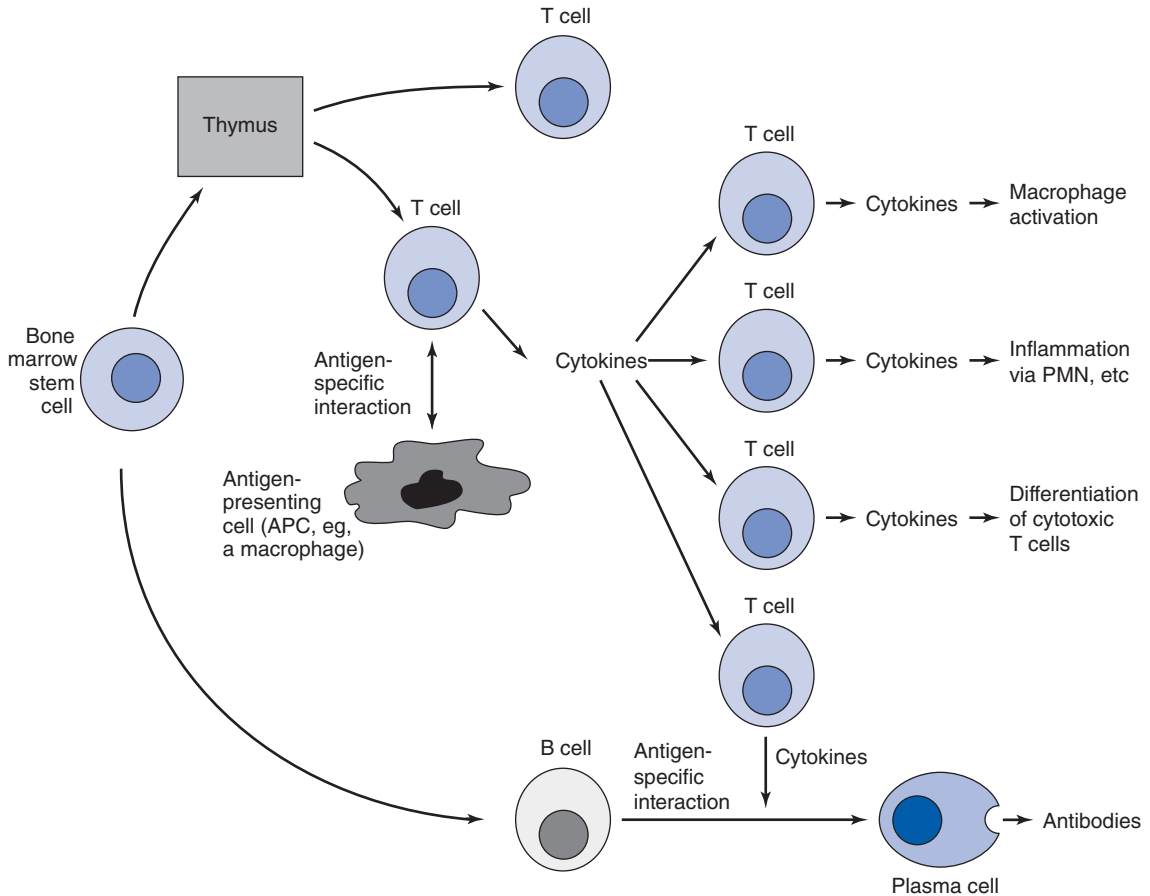 T cell
Thymus
T cell
T cell
Cytokines
Macrophage
activation
T cell
Bone
marrow
stem
cell
Antigen-
specific
interaction
Cytokines
Cytokines
Inflammation
via PMN, etc
T cell
Antigen-
presenting
cell (APC, eg,
a macrophage)
Cytokines
Differentiation
of cytotoxic
T cells
T cell
B cell
Antigen-
specific
interaction
Cytokines
Antibodies
Plasma cell